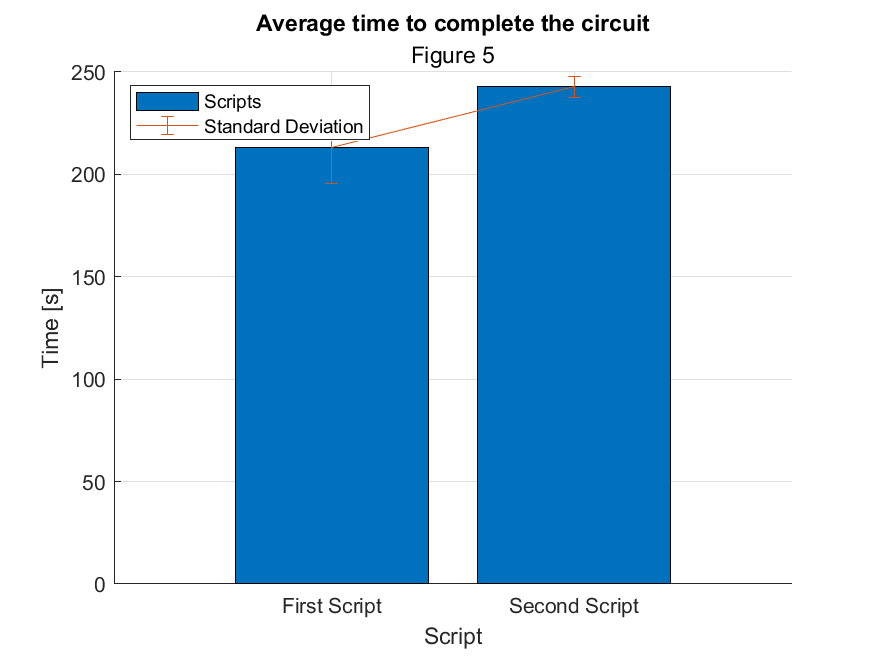 Average time to complete the circuit
Figure 5
250
200
150
100
50
0
Time [s]
Scripts
Standard Deviation
First Script
Second Script
Script